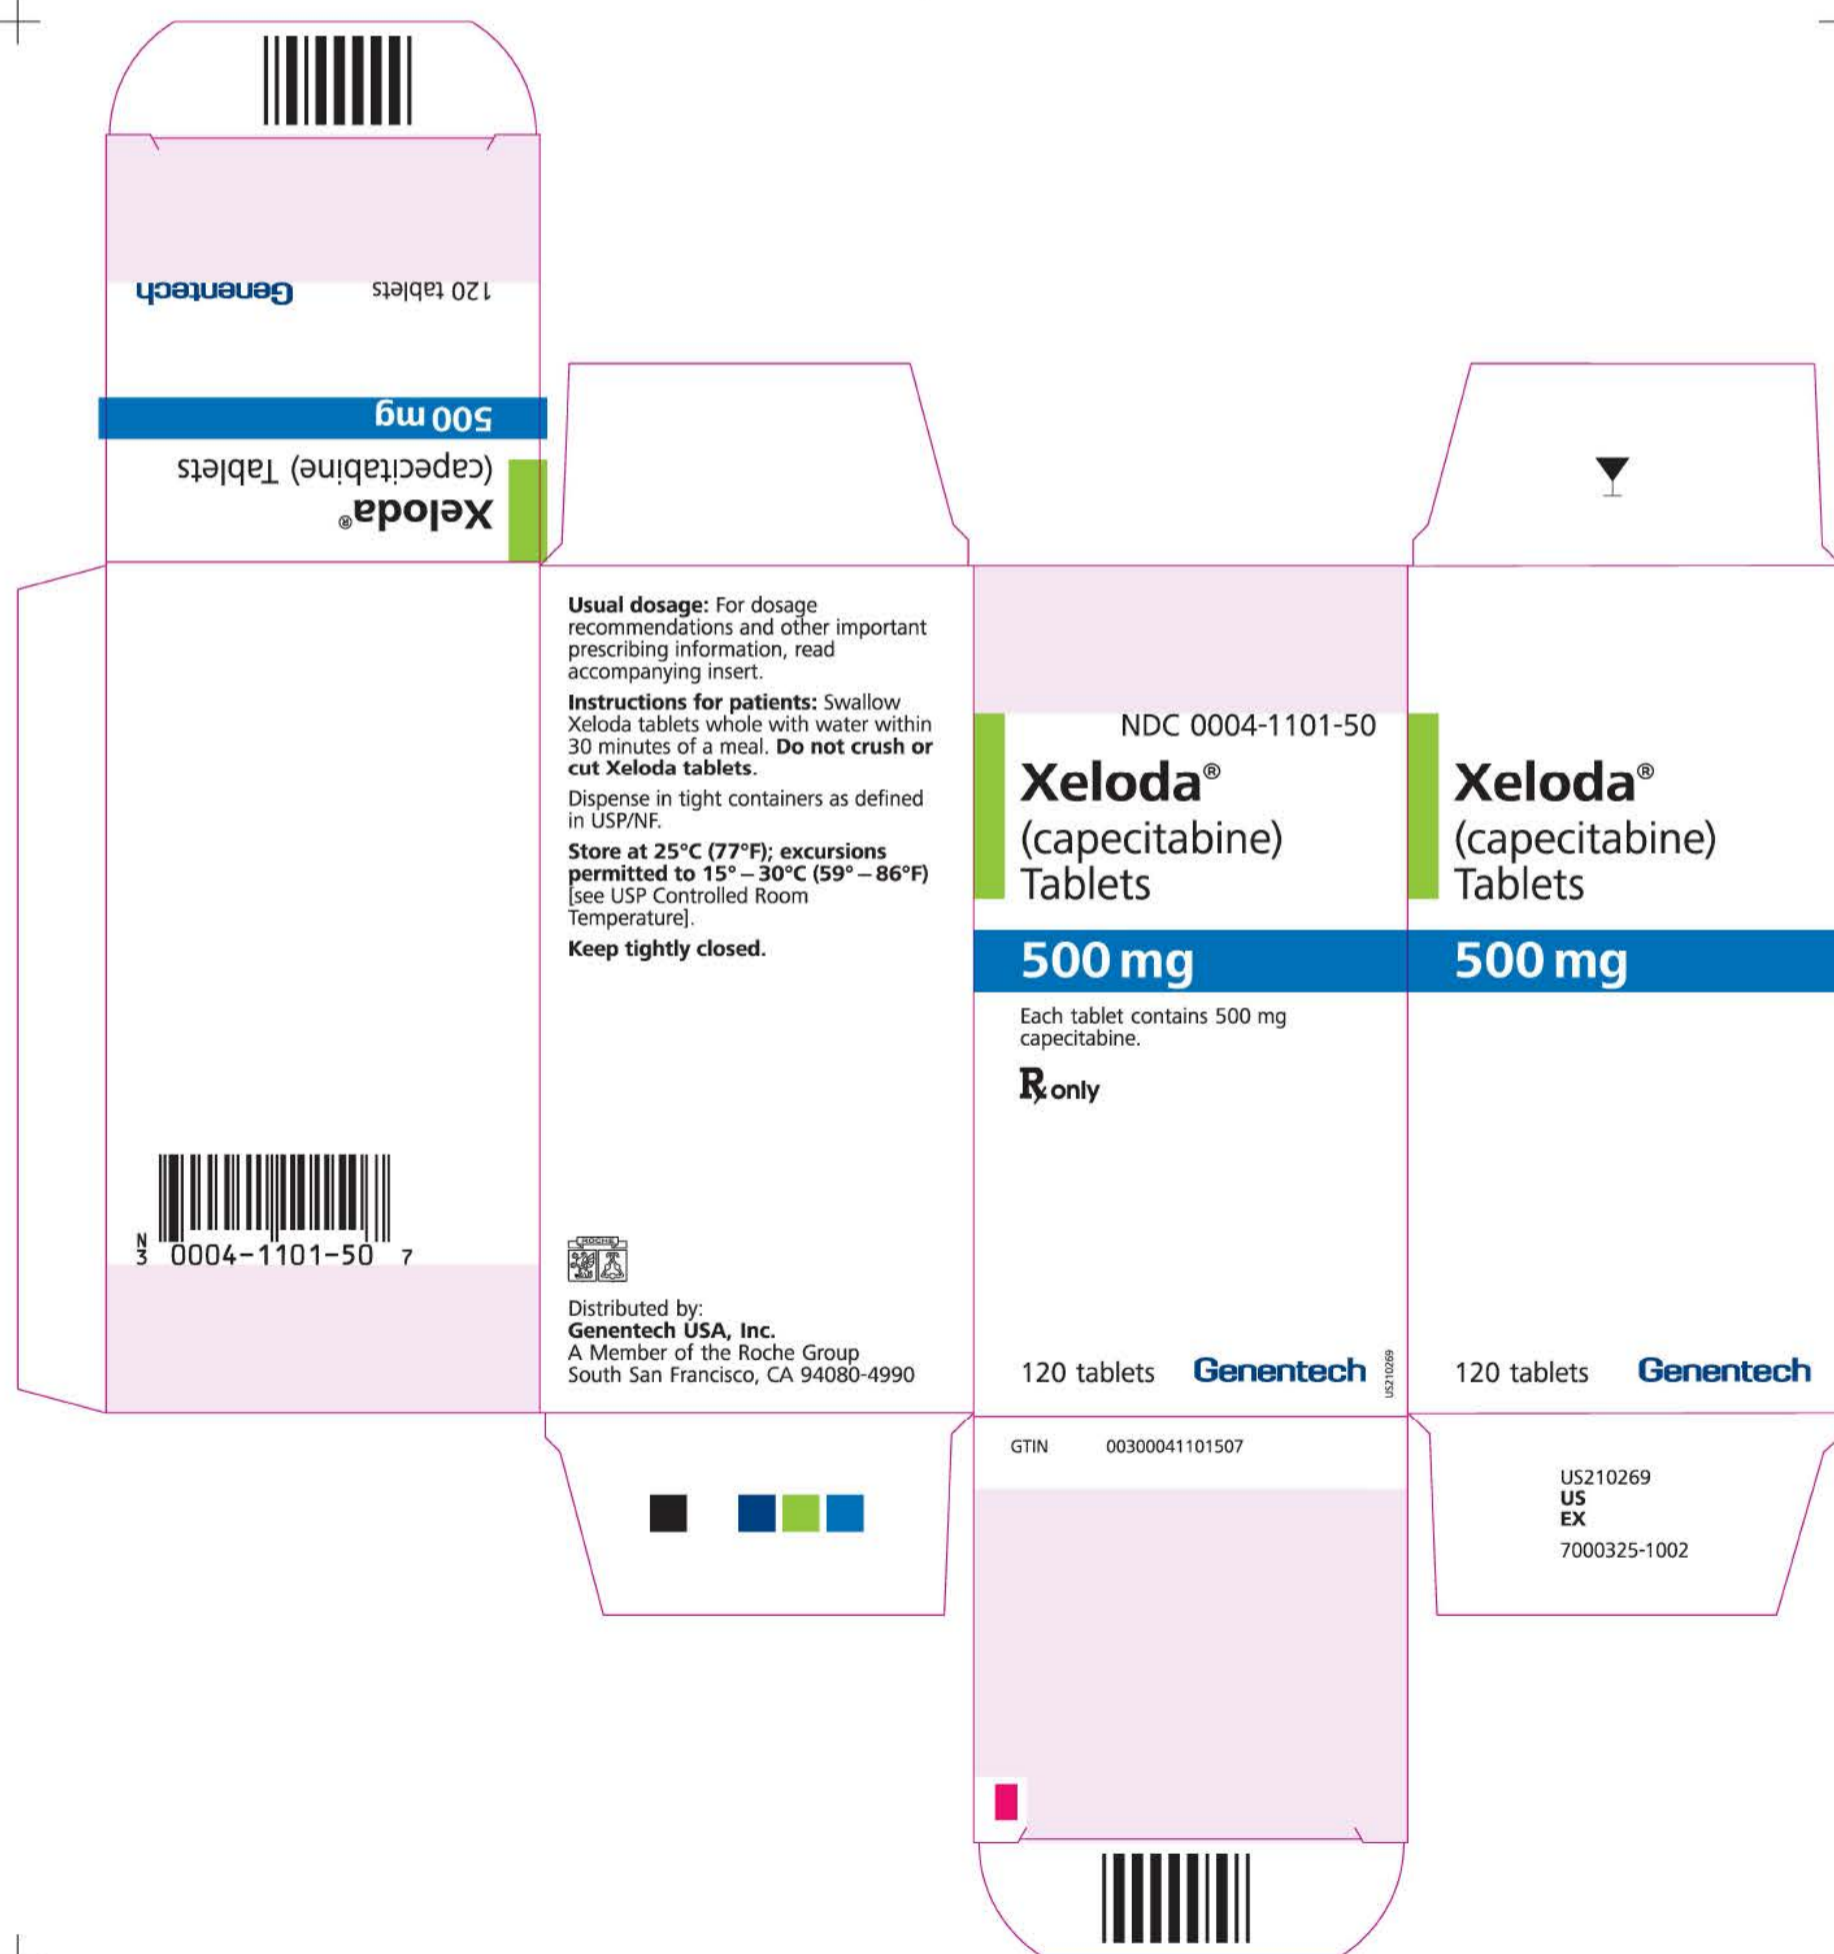 Xeloda®
(capecitabine) Tablets
500 mg
120 tablets Genentech
N
3 0004-1101-50 7
Usual dosage: For dosage
recommendations and other important
prescribing information, read
accompanying insert.
Instructions for patients: Swallow
Xeloda tablets whole with water within
30 minutes of a meal. Do not crush or
cut Xeloda tablets.
Dispense in tight containers as defined
in USP/NF.
Store at 25°C (77°F); excursions
permitted to 15° – 30°C (59° – 86°F)
[see USP Controlled Room
Temperature].
Keep tightly closed.
ROCHE
Distributed by:
Genentech USA, Inc.
A Member of the Roche Group
South San Francisco, CA 94080-4990
NDC 0004-1101-50
Xeloda®
(capecitabine)
Tablets
500 mg
Each tablet contains 500 mg
capecitabine.
Rx only
120 tablets Genentech
US210269
GTIN 00300041101507
Xeloda®
(capecitabine)
Tablets
500 mg
120 tablets Genentech
US210269
US
EX
7000325-1002